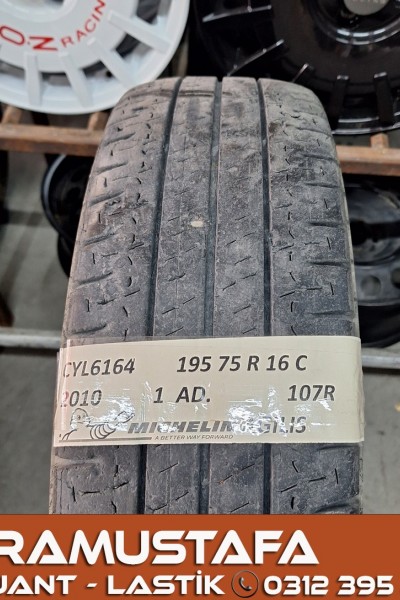 RACING
CYL6164 195 75 R 16 C
2010 1 AD. 107R
MICHELIN AGILIS
A BETTER WAY FORWARD
RAMUSTAFA
JANT - LASTİK 0312 395